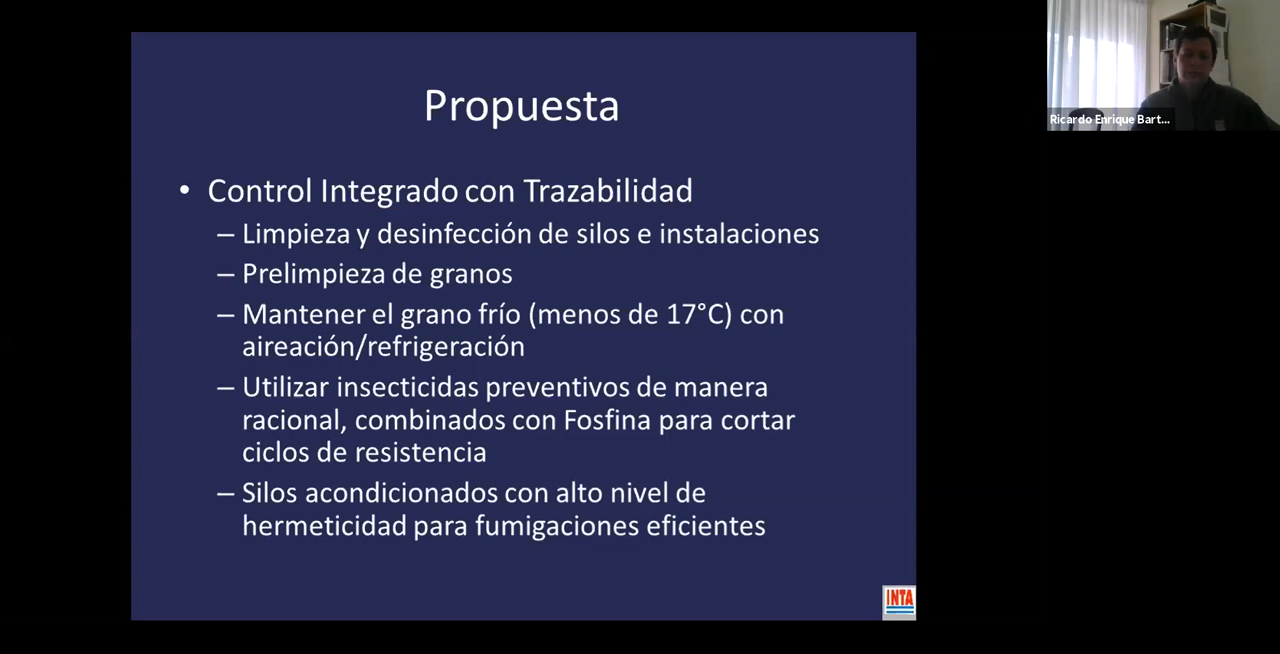 Propuesta
• Control Integrado con Trazabilidad
– Limpieza y desinfección de silos e instalaciones
– Prelimpieza de granos
– Mantener el grano frío (menos de 17°C) con
aireación/refrigeración
– Utilizar insecticidas preventivos de manera
racional, combinados con Fosfina para cortar
ciclos de resistencia
– Silos acondicionados con alto nivel de
hermeticidad para fumigaciones eficientes
INTA
Ricardo Enrique Bart...